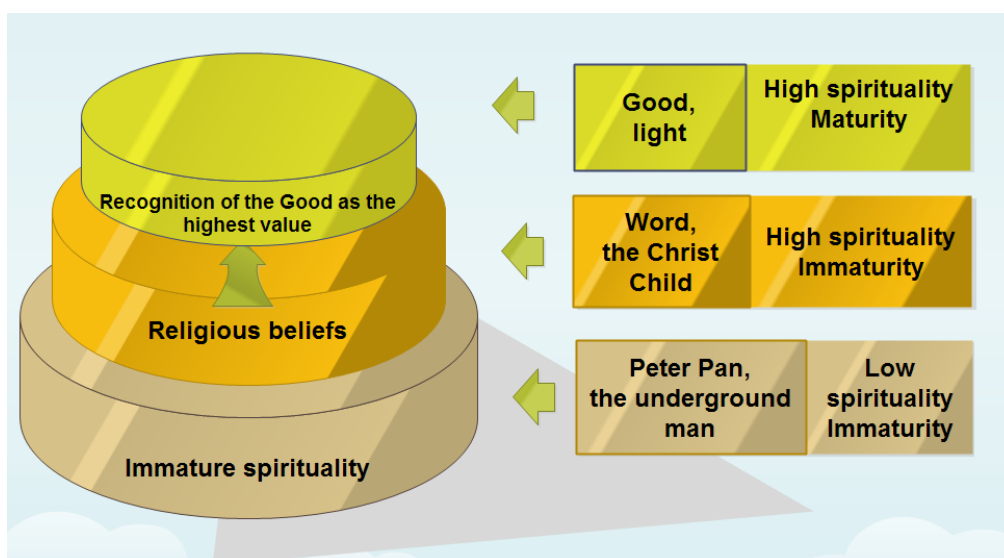 Recognition of the Good as the
highest value
Good,
light
High spirituality
Maturity
Religious beliefs
Word,
the Christ
Child
High spirituality
Immaturity
Immature spirituality
Peter Pan,
the underground
man
Low
spirituality
Immaturity